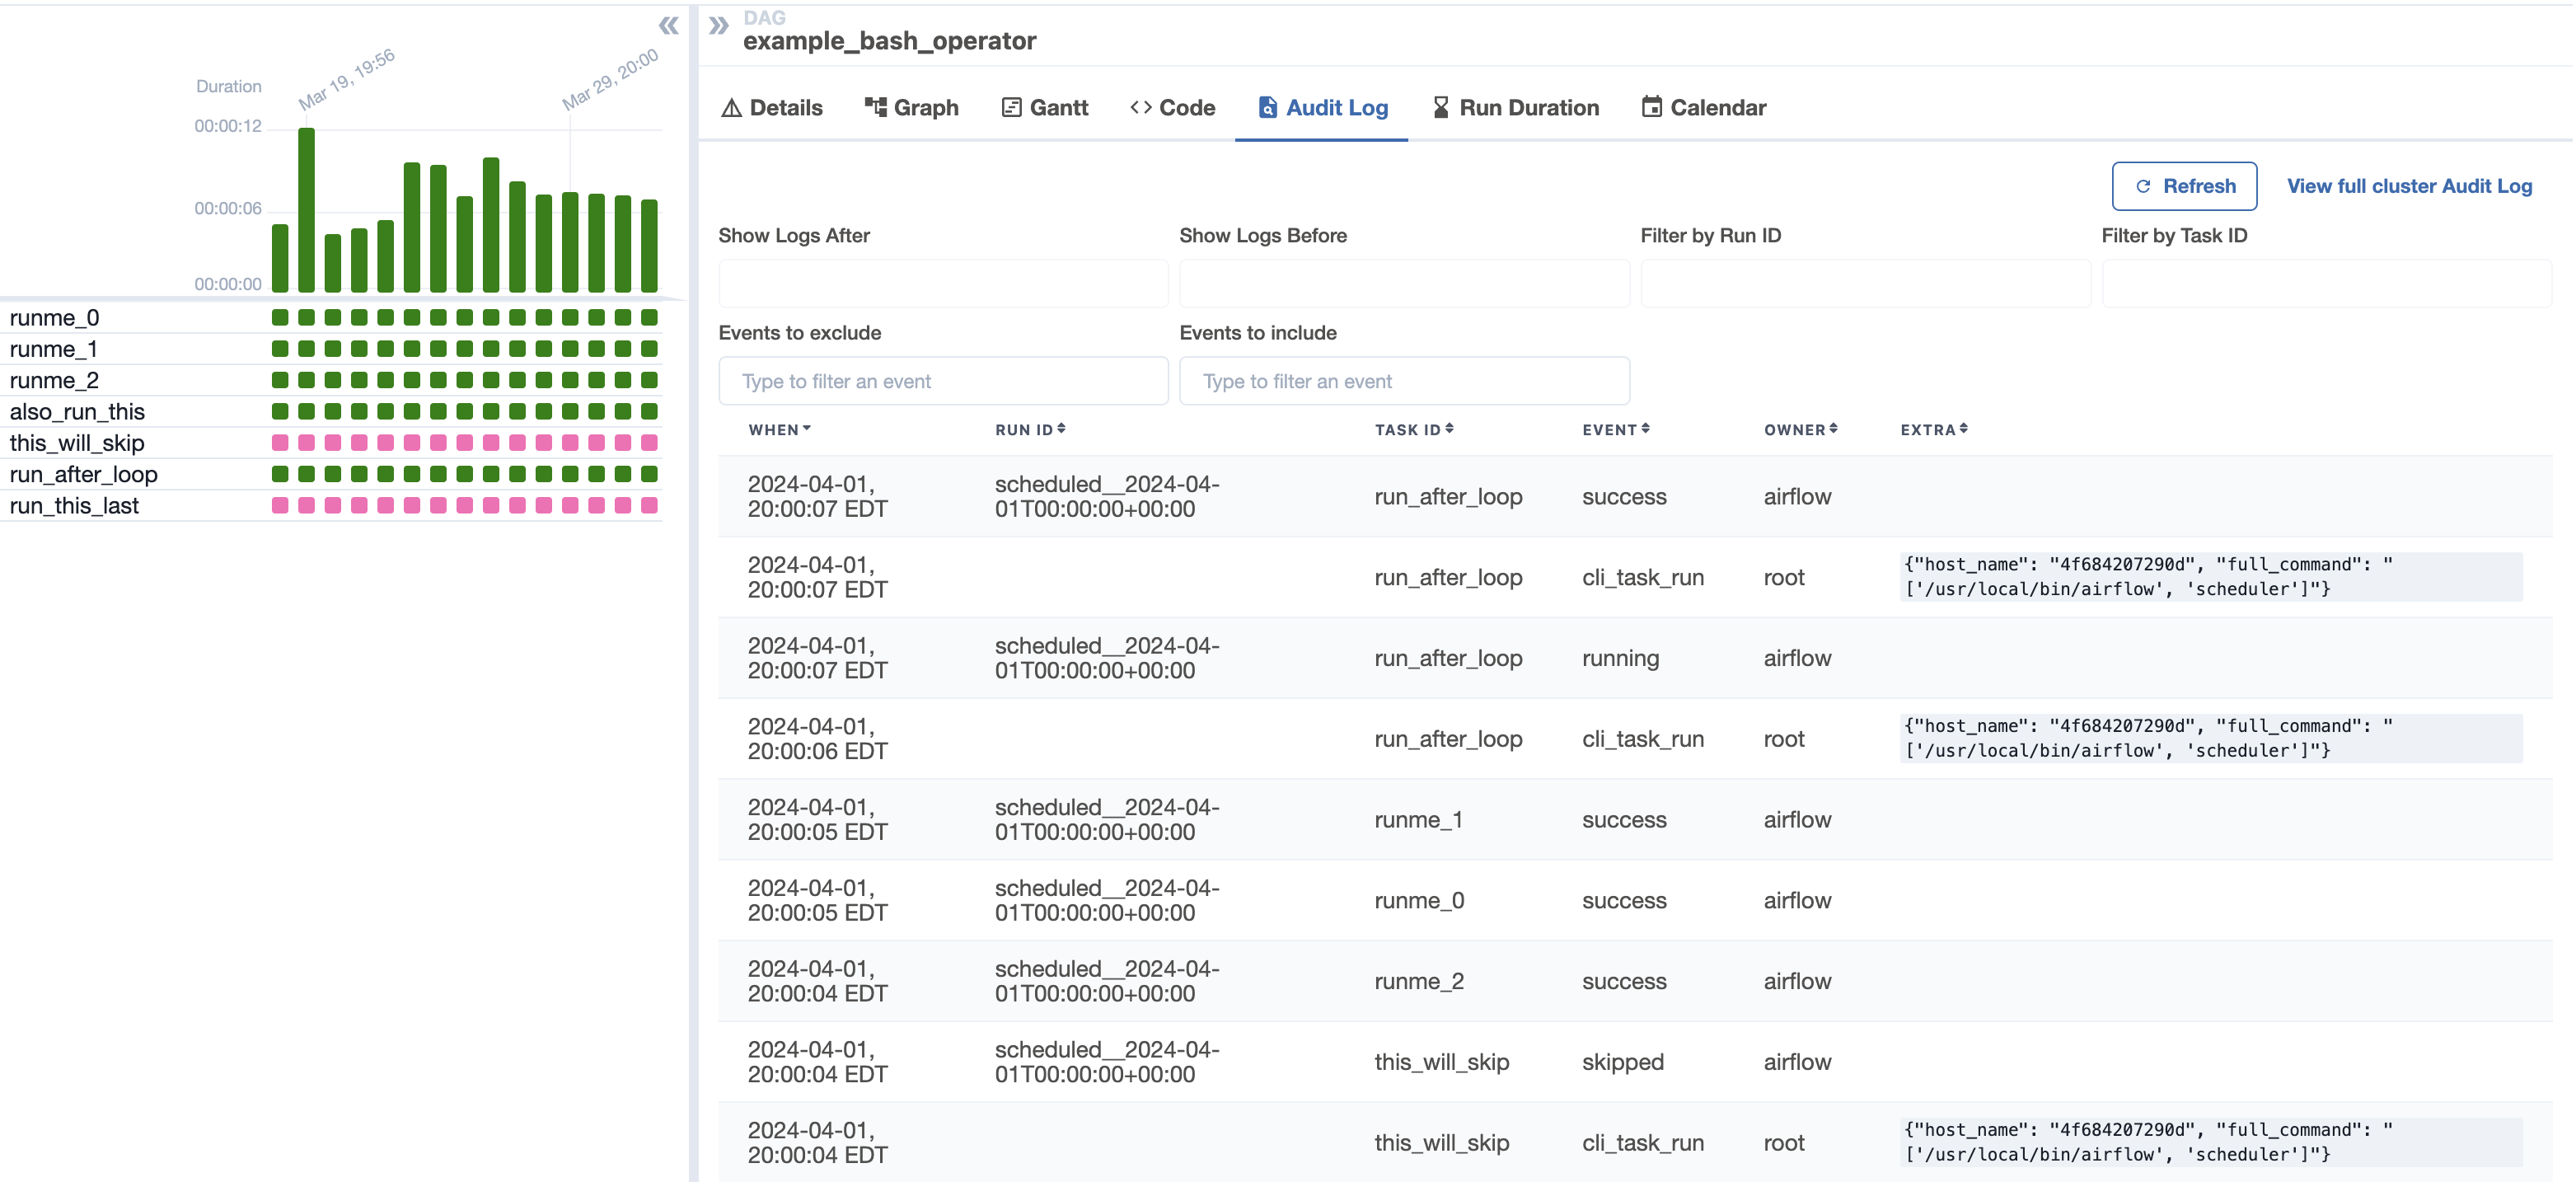 Duration
Mar 19, 19:56
Mar 29, 20:00
00:00:12
00:00:06
00:00:00
runme_0
runme_1
runme_2
also_run_this
this_will_skip
run_after_loop
run_this_last
DAG
example_bash_operator
Details Graph Gantt Code Audit Log Run Duration Calendar
Refresh View full cluster Audit Log
Show Logs After Show Logs Before Filter by Run ID Filter by Task ID
Events to exclude Events to include
Type to filter an event Type to filter an event
WHEN RUN ID TASK ID EVENT OWNER EXTRA
2024-04-01, scheduled__2024-04-
20:00:07 EDT 01T00:00:00+00:00 run_after_loop success airflow
2024-04-01, {"host_name": "4f684207290d", "full_command": "
20:00:07 EDT run_after_loop cli_task_run root ['/usr/local/bin/airflow', 'scheduler']"}
2024-04-01, scheduled__2024-04-
20:00:07 EDT 01T00:00:00+00:00 run_after_loop running airflow
2024-04-01, {"host_name": "4f684207290d", "full_command": "
20:00:06 EDT run_after_loop cli_task_run root ['/usr/local/bin/airflow', 'scheduler']"}
2024-04-01, scheduled__2024-04-
20:00:05 EDT 01T00:00:00+00:00 runme_1 success airflow
2024-04-01, scheduled__2024-04-
20:00:05 EDT 01T00:00:00+00:00 runme_0 success airflow
2024-04-01, scheduled__2024-04-
20:00:04 EDT 01T00:00:00+00:00 runme_2 success airflow
2024-04-01, scheduled__2024-04-
20:00:04 EDT 01T00:00:00+00:00 this_will_skip skipped airflow
2024-04-01, {"host_name": "4f684207290d", "full_command": "
20:00:04 EDT this_will_skip cli_task_run root ['/usr/local/bin/airflow', 'scheduler']"}